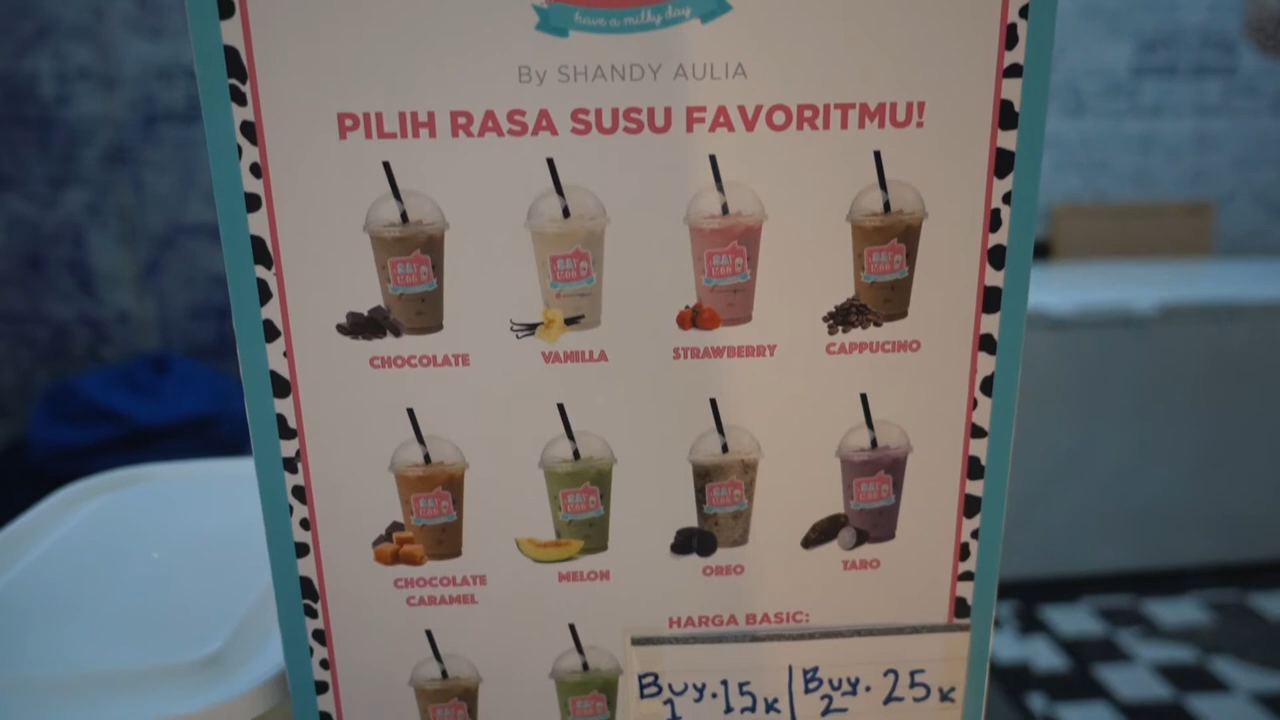 have a milky day
By SHANDY AULIA
PILIH RASA SUSU FAVORITMU!
CHOCOLATE
VANILLA
STRAWBERRY
CAPPUCINO
CHOCOLATE
CARAMEL
MELON
OREO
TARO
HARGA BASIC:
Buy 1 . 15K | Buy 2 . 25K